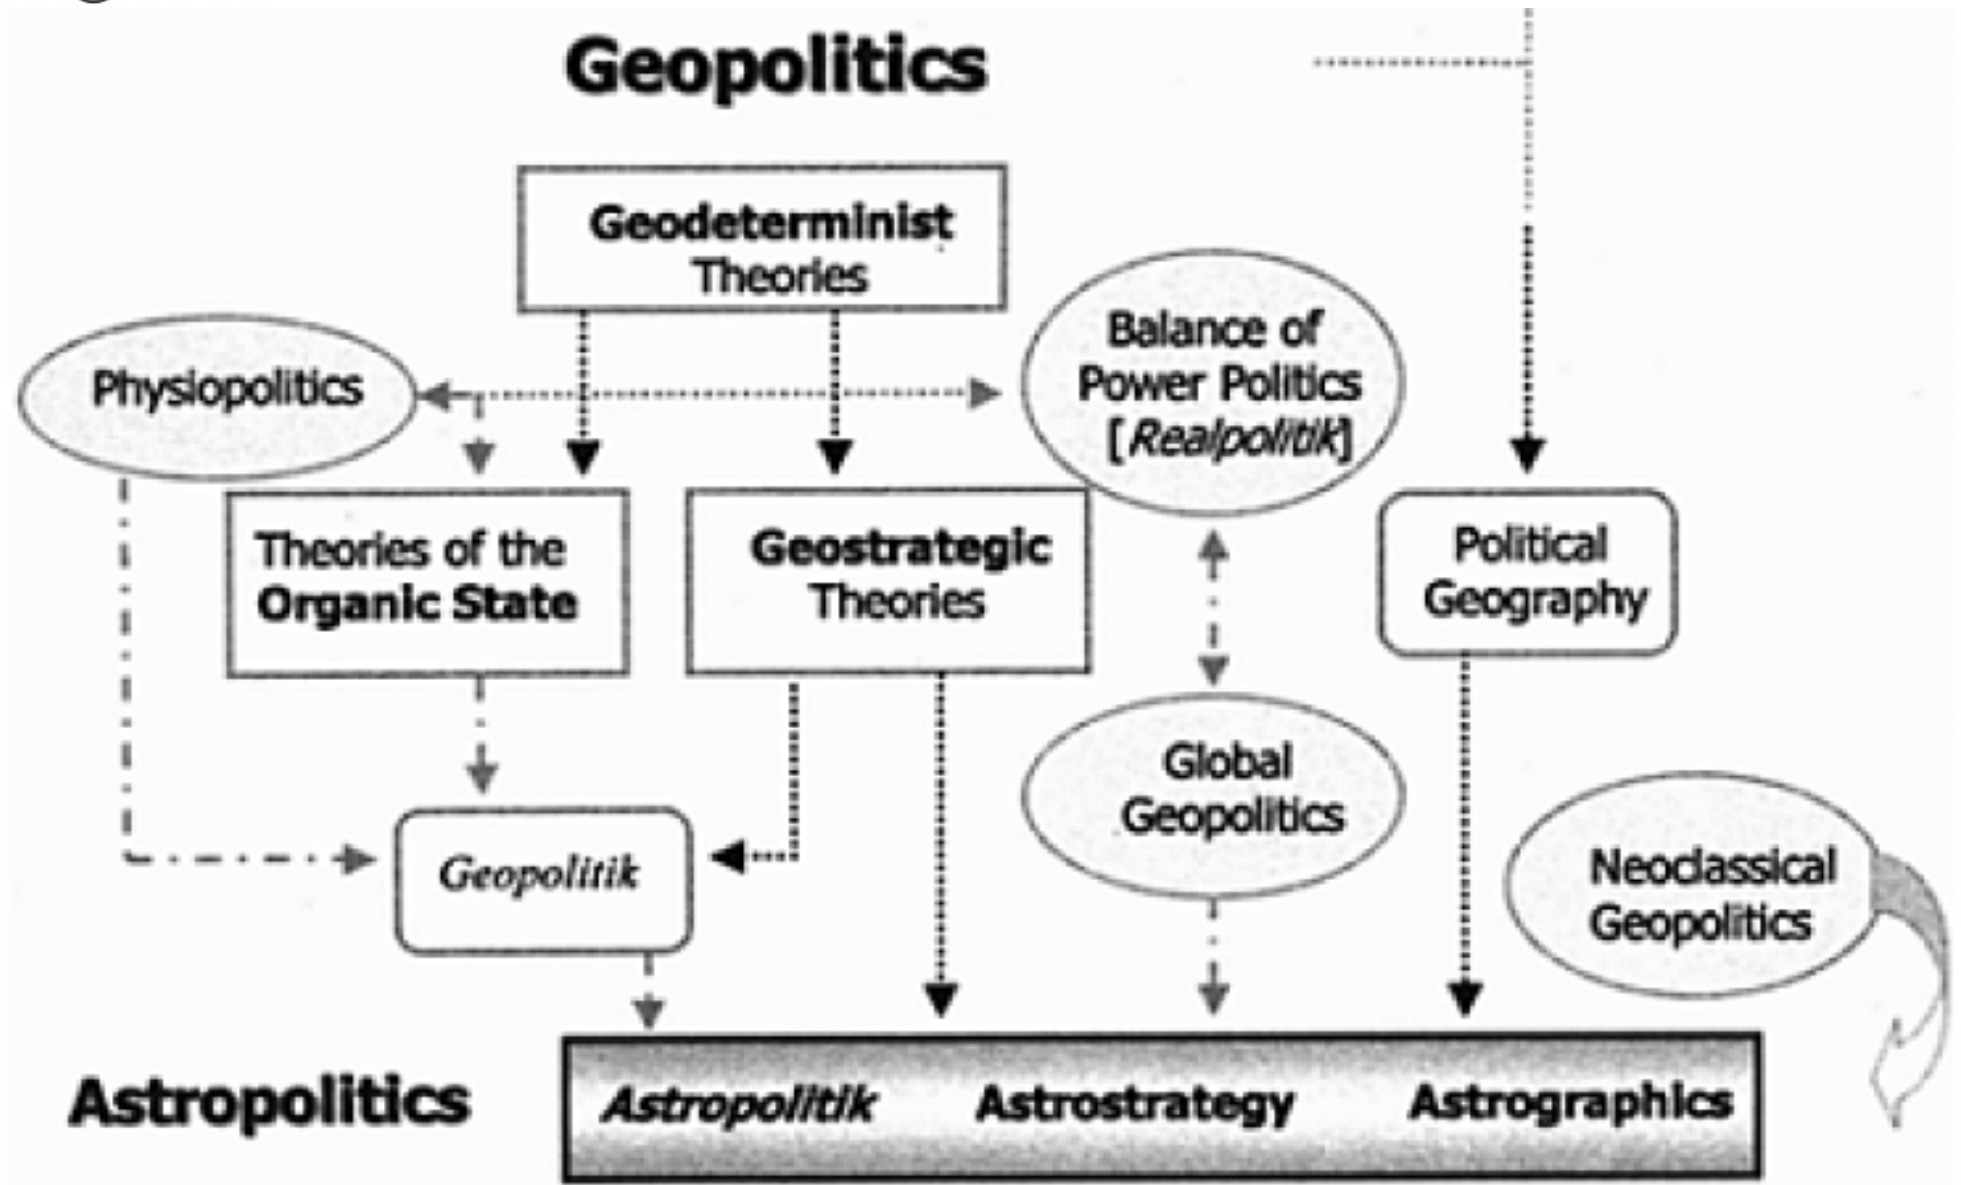 Geopolitics
Geodeterminist
Theories
Physiopolitics
Balance of
Power Politics
[Realpolitik]
Theories of the
Organic State
Geostrategic
Theories
Political
Geography
Global
Geopolitics
Geopolitik
Neoclassical
Geopolitics
Astropolitics
Astropolitik
Astrostrategy
Astrographics